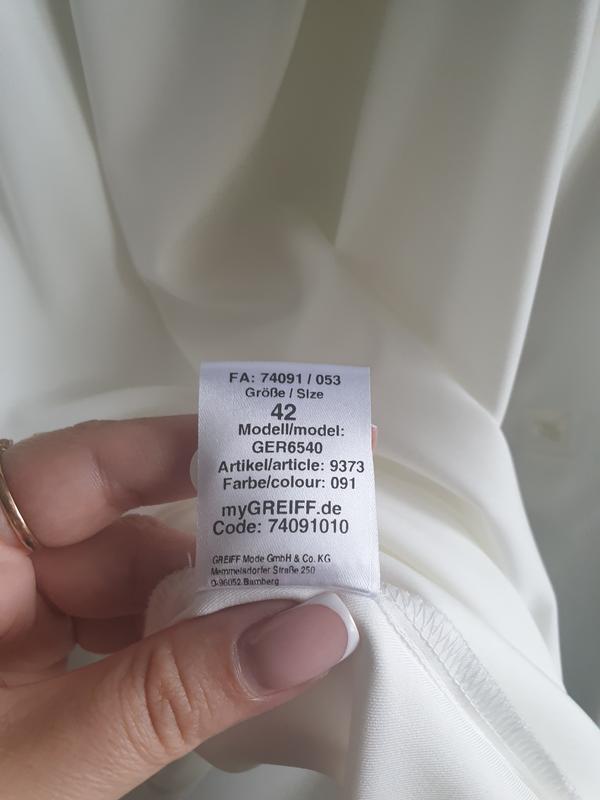 FA: 74091 / 053
Größe / Size
42
Modell/model:
GER6540
Artikel/article: 9373
Farbe/colour: 091
myGREIFF.de
Code: 74091010
GREIFF Mode GmbH & Co. KG
Memmelsdorfer Straße 250
D-96052 Bamberg